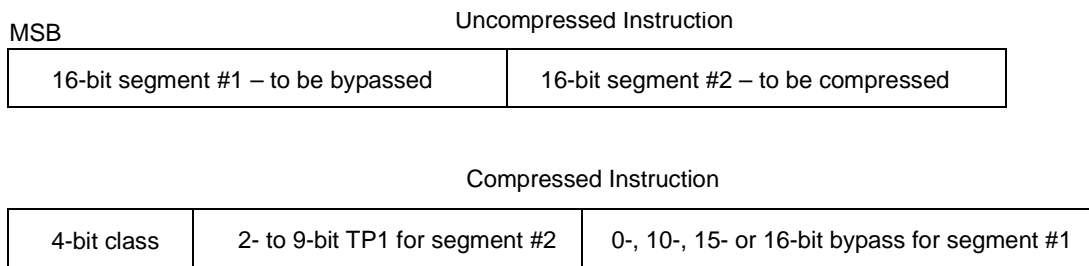 Uncompressed Instruction
MSB
16-bit segment #1 – to be bypassed
16-bit segment #2 – to be compressed
Compressed Instruction
4-bit class
2- to 9-bit TP1 for segment #2
0-, 10-, 15- or 16-bit bypass for segment #1